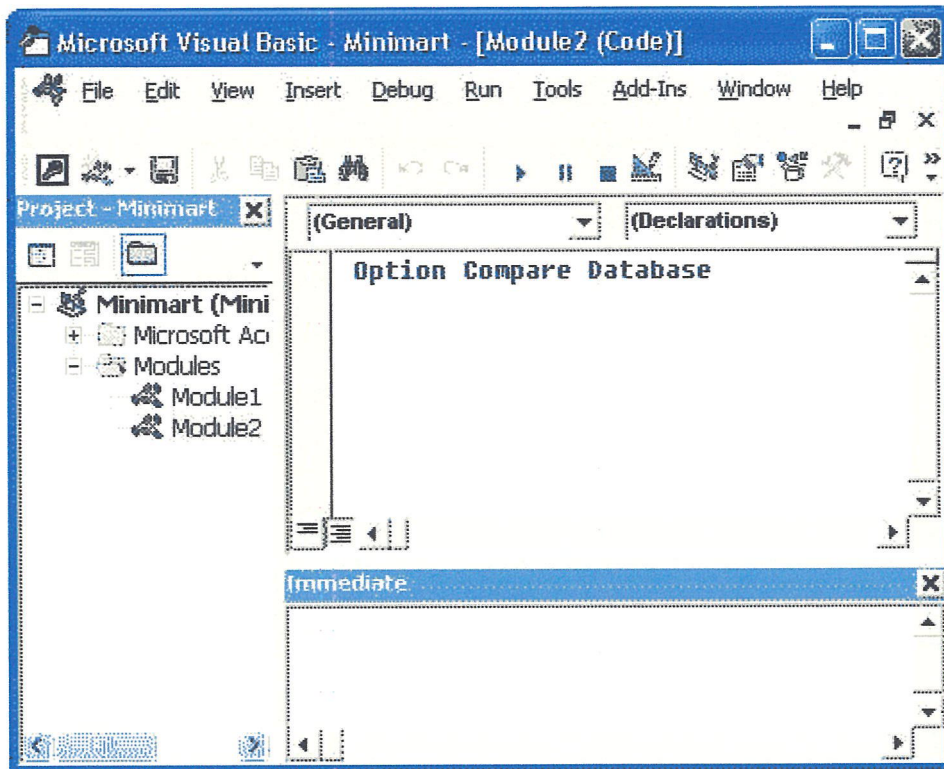 Microsoft Visual Basic - Minimart - [Module2 (Code)]
File Edit View Insert Debug Run Tools Add-Ins Window Help
Project - Minimart
(General) (Declarations)
Option Compare Database
Minimart (Mini
Microsoft Acc
Modules
Module1
Module2
Immediate